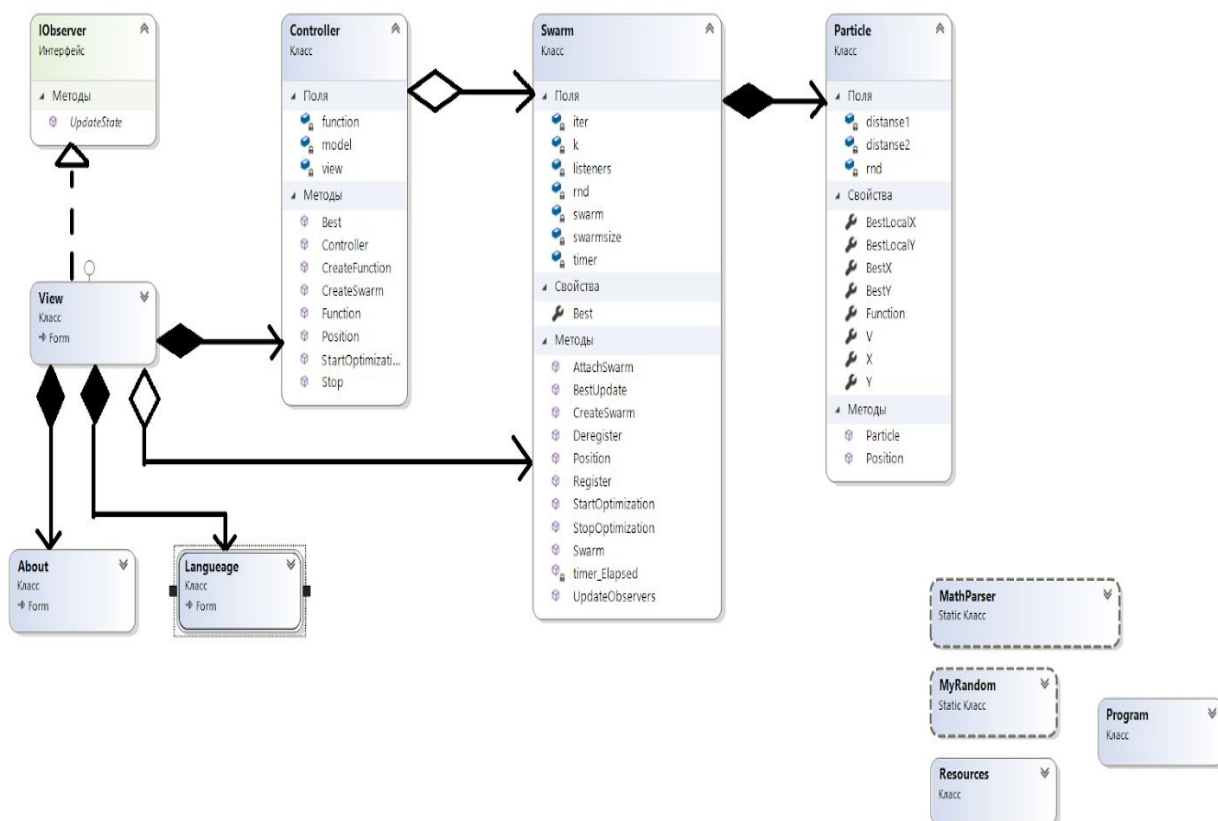 IObserver
Интерфейс
Методы
UpdateState
Controller
Класс
Поля
function
model
view
Методы
Best
Controller
CreateFunction
CreateSwarm
Function
Position
StartOptimizati...
Stop
Swarm
Класс
Поля
iter
k
listeners
rnd
swarm
swarmsize
timer
Свойства
Best
Методы
AttachSwarm
BestUpdate
CreateSwarm
Deregister
Position
Register
StartOptimization
StopOptimization
Swarm
timer_Elapsed
UpdateObservers
Particle
Класс
Поля
distanse1
distanse2
rnd
Свойства
BestLocalX
BestLocalY
BestX
BestY
Function
V
X
Y
Методы
Particle
Position
View
Класс
Form
About
Класс
Form
Langueage
Класс
Form
MathParser
Static Класс
MyRandom
Static Класс
Program
Класс
Resources
Класс